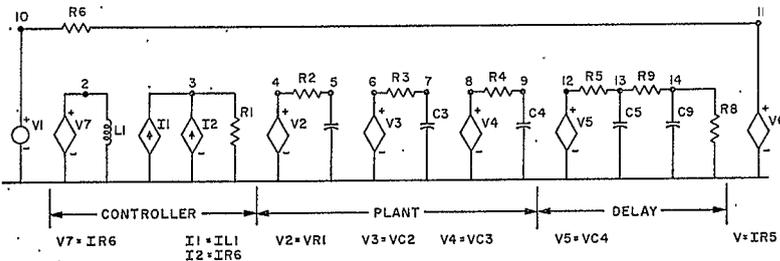 10 R6 11
2 3 4 R2 5 6 R3 7 8 R4 9 12 R5 13 R9 14
V1 V7 L1 I1 I2 R1 V2 V3 C3 V4 C4 V5 C5 C9 R8
CONTROLLER PLANT DELAY
V7=IR6 I1=IL1 V2=VR1 V3=VC2 V4=VC3 V5=VC4 V=IR5
I2=IR6